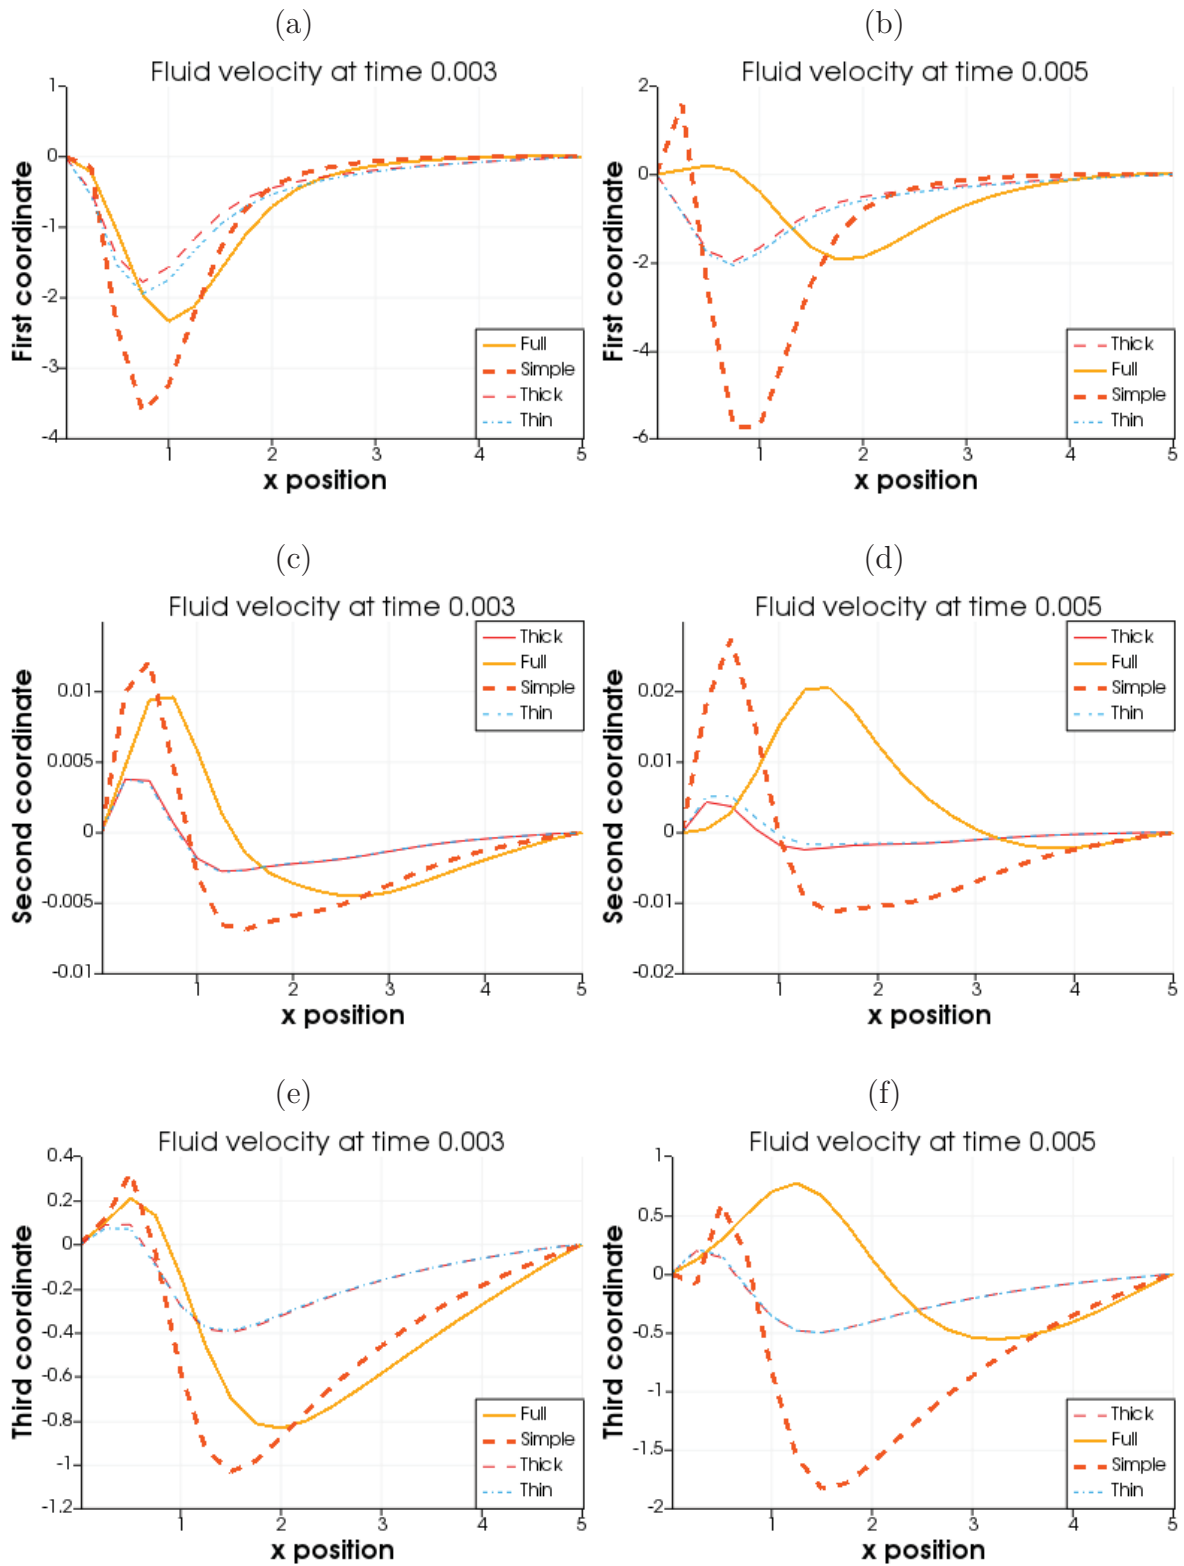 (a)
Fluid velocity at time 0.003
First coordinate
1
0
-1
-2
-3
-4
1
2
3
4
5
x position
Full
Simple
Thick
Thin
(b)
Fluid velocity at time 0.005
First coordinate
2
0
-2
-4
-6
1
2
3
4
5
x position
Thick
Full
Simple
Thin
(c)
Fluid velocity at time 0.003
Second coordinate
0.01
0.005
0
-0.005
-0.01
1
2
3
4
5
x position
Thick
Full
Simple
Thin
(d)
Fluid velocity at time 0.005
Second coordinate
0.02
0.01
0
-0.01
-0.02
1
2
3
4
5
x position
Thick
Full
Simple
Thin
(e)
Fluid velocity at time 0.003
Third coordinate
0.4
0.2
0
-0.2
-0.4
-0.6
-0.8
-1
-1.2
1
2
3
4
5
x position
Full
Simple
Thick
Thin
(f)
Fluid velocity at time 0.005
Third coordinate
1
0.5
0
-0.5
-1
-1.5
-2
1
2
3
4
5
x position
Thick
Full
Simple
Thin